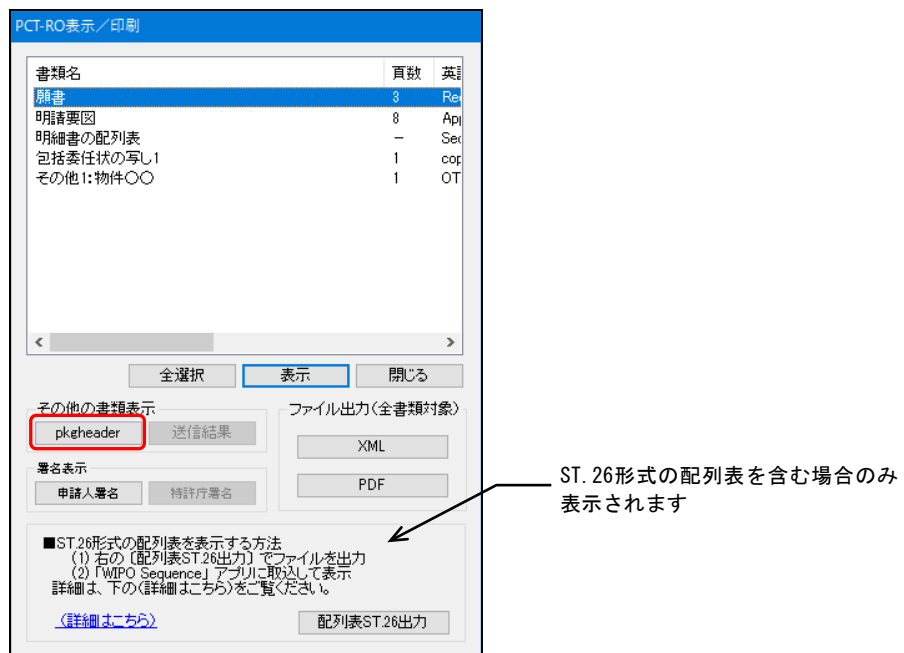 PCT-RO表示／印刷
書類名 頁数 英
願書 3 Re
明請要図 8 Ap
明細書の配列表 － Sec
包括委任状の写し1 1 cop
その他1:物件〇〇 1 OT
全選択 表示 閉じる
その他の書類表示 ファイル出力(全書類対象)
pkgheader 送信結果 XML
署名表示
申請人署名 特許庁署名 PDF
ST.26形式の配列表を含む場合のみ
表示されます
■ST.26形式の配列表を表示する方法
(1) 右の〔配列表ST.26出力〕でファイルを出力
(2)「WIPO Sequence」アプリに取込して表示
詳細は、下の(詳細はこちら)をご覧ください。
(詳細はこちら) 配列表ST.26出力